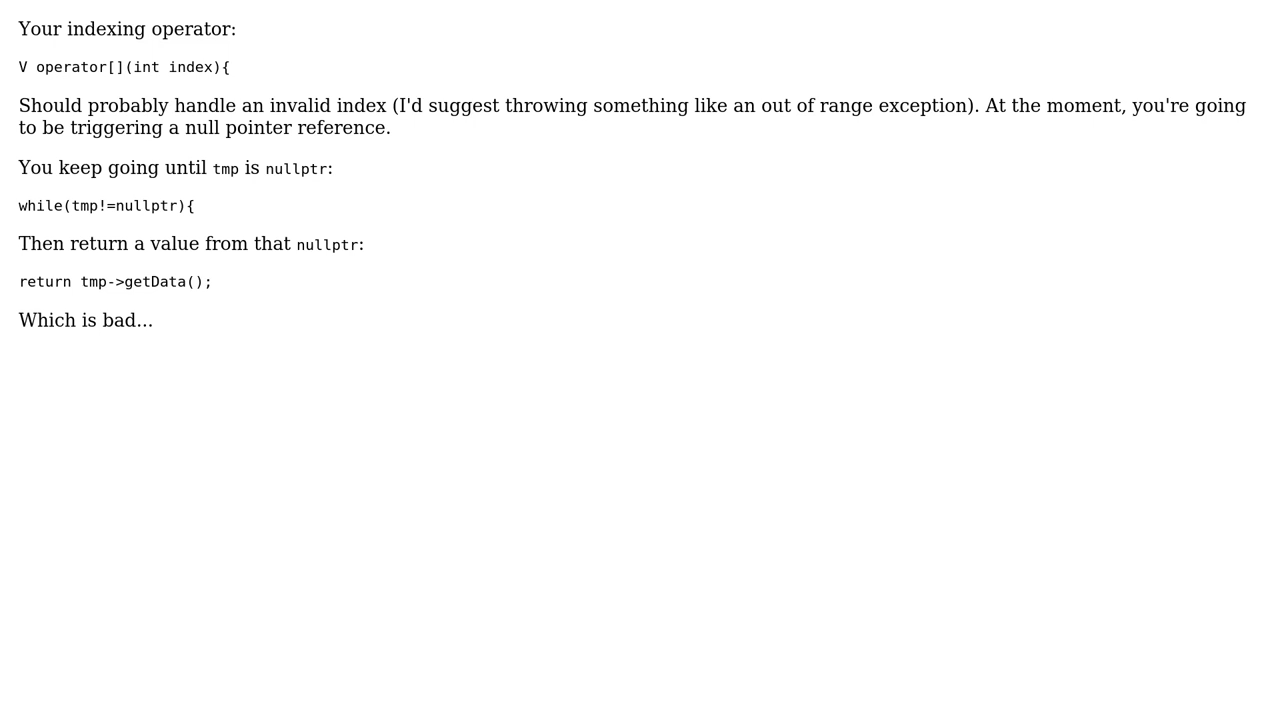 Your indexing operator:
V operator[](int index){
Should probably handle an invalid index (I'd suggest throwing something like an out of range exception). At the moment, you're going
to be triggering a null pointer reference.
You keep going until tmp is nullptr:
while(tmp!=nullptr){
Then return a value from that nullptr:
return tmp->getData();
Which is bad...